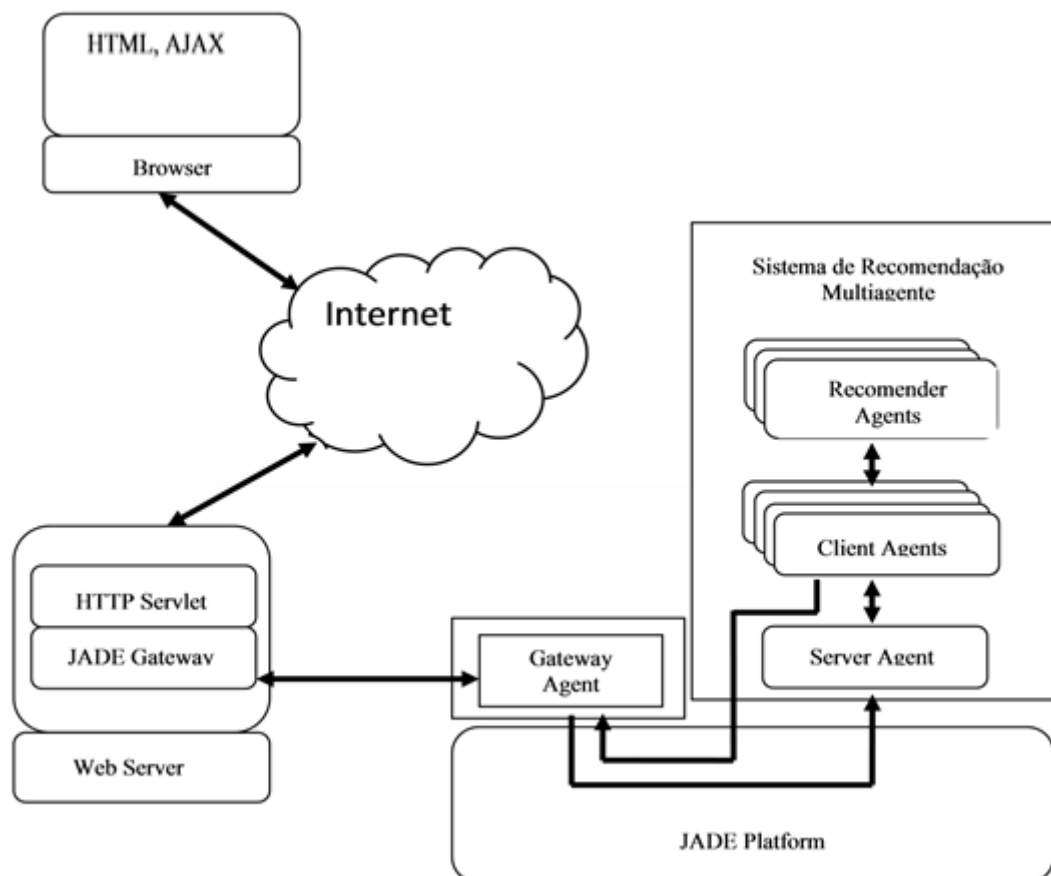 HTML, AJAX
Browser
Internet
Sistema de Recomendação
Multiagente
Recomender
Agents
Client Agents
Server Agent
HTTP Servlet
JADE Gateway
Gateway
Agent
Web Server
JADE Platform